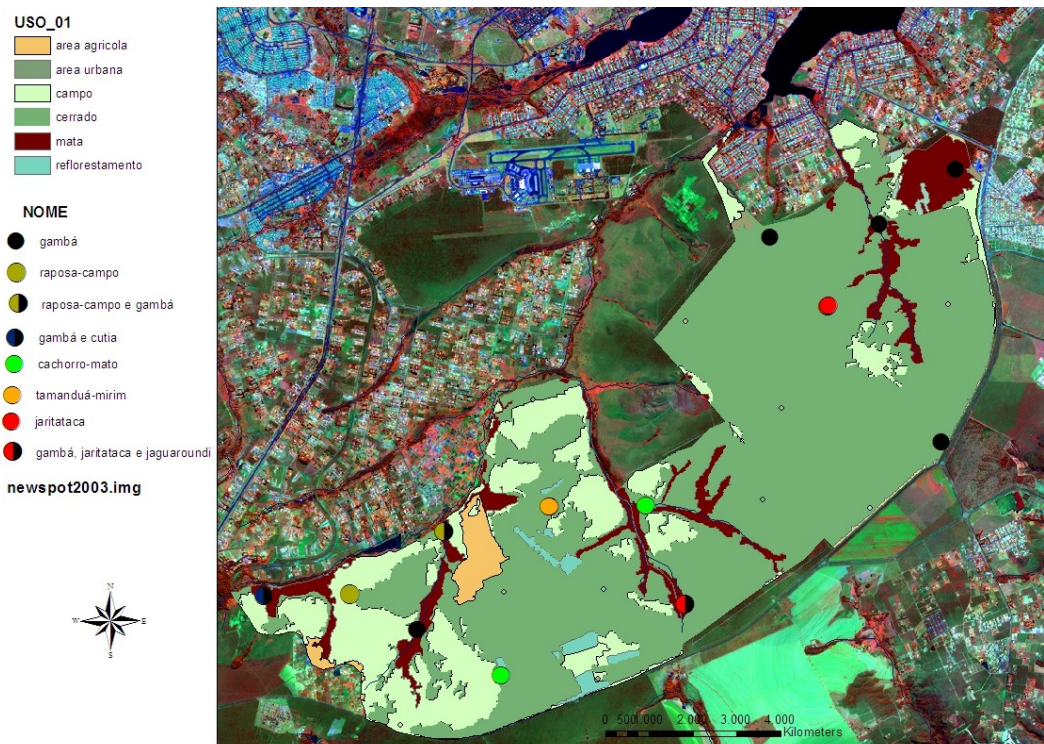 USO_01
area agricola
area urbana
campo
cerrado
mata
reflorestamento
NOME
gambá
raposa-campo
raposa-campo e gambá
gambá e cutia
cachorro-mato
tamanduá-mirim
jaritataca
gambá, jaritataca e jaguaroundi
newspot2003.img
N
W E
S
0 500 1.000 2.000 3.000 4.000
Kilometers